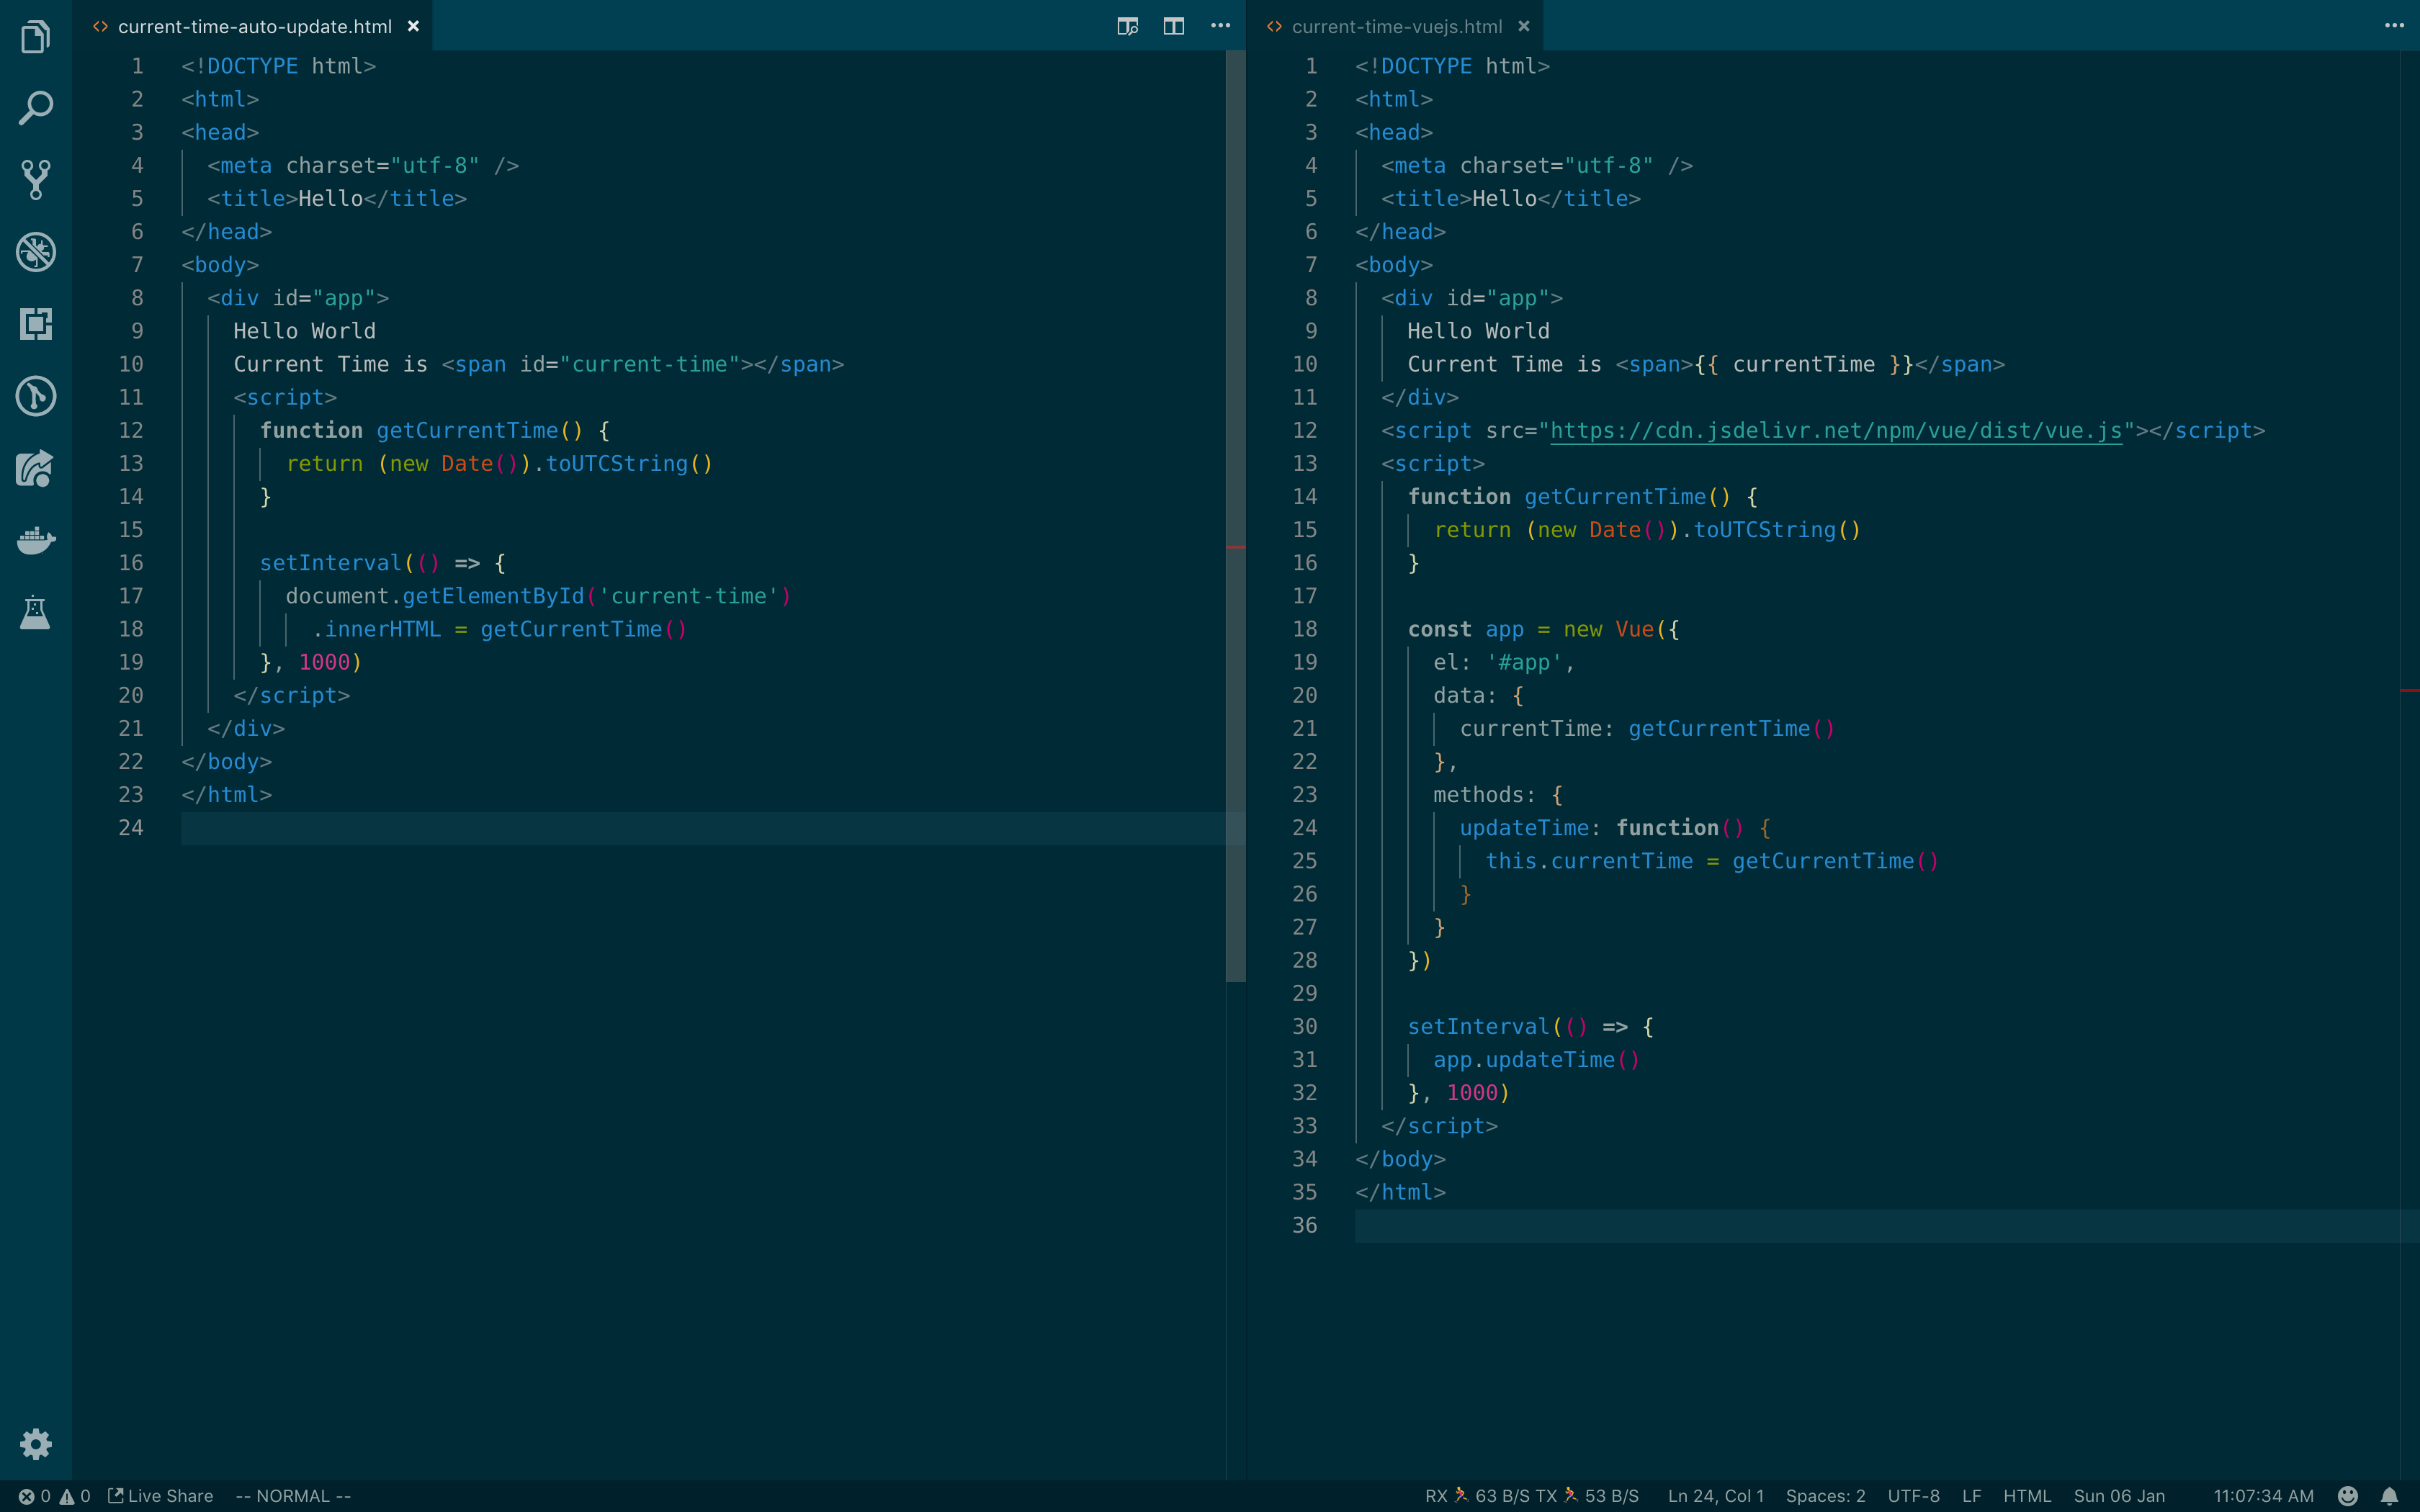 current-time-auto-update.html
1 <!DOCTYPE html>
2 <html>
3 <head>
4   <meta charset="utf-8" />
5   <title>Hello</title>
6 </head>
7 <body>
8   <div id="app">
9     Hello World
10     Current Time is <span id="current-time"></span>
11     <script>
12       function getCurrentTime() {
13         return (new Date()).toUTCString()
14       }
15
16       setInterval(() => {
17         document.getElementById('current-time')
18           .innerHTML = getCurrentTime()
19       }, 1000)
20     </script>
21   </div>
22 </body>
23 </html>
24
current-time-vuejs.html
1 <!DOCTYPE html>
2 <html>
3 <head>
4   <meta charset="utf-8" />
5   <title>Hello</title>
6 </head>
7 <body>
8   <div id="app">
9     Hello World
10     Current Time is <span>{{ currentTime }}</span>
11   </div>
12   <script src="https://cdn.jsdelivr.net/npm/vue/dist/vue.js"></script>
13   <script>
14     function getCurrentTime() {
15       return (new Date()).toUTCString()
16     }
17
18     const app = new Vue({
19       el: '#app',
20       data: {
21         currentTime: getCurrentTime()
22       },
23       methods: {
24         updateTime: function() {
25           this.currentTime = getCurrentTime()
26         }
27       }
28     })
29
30     setInterval(() => {
31       app.updateTime()
32     }, 1000)
33   </script>
34 </body>
35 </html>
36
0 0 Live Share -- NORMAL -- RX 63 B/S TX 53 B/S Ln 24, Col 1 Spaces: 2 UTF-8 LF HTML Sun 06 Jan 11:07:34 AM